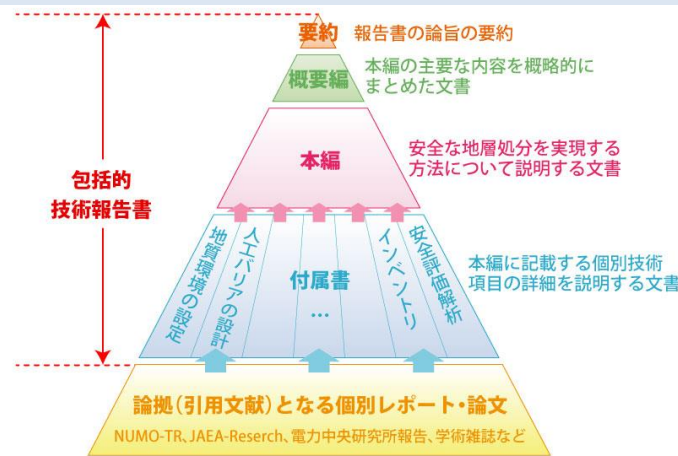 要約
報告書の論旨の要約
概要編
本編の主要な内容を概略的に
まとめた文書
本編
安全な地層処分を実現する
方法について説明する文書
包括的
技術報告書
地質環境の設定
人工バリアの設計
付属書
…
インベントリ
安全評価解析
本編に記載する個別技術
項目の詳細を説明する文書
論拠(引用文献)となる個別レポート・論文
NUMO-TR、JAEA-Reserch、電力中央研究所報告、学術雑誌など